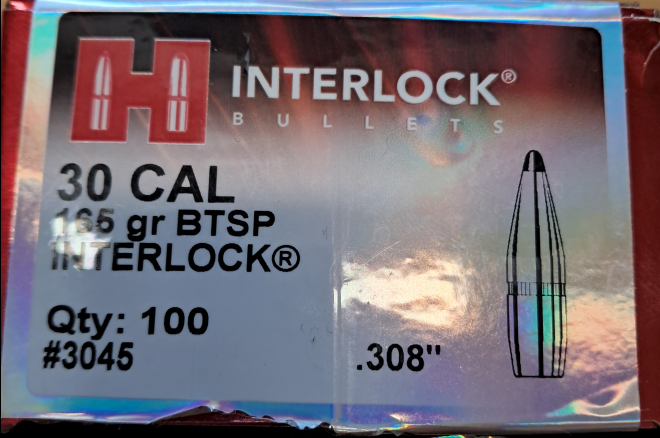 H
INTERLOCK®
BULLETS
30 CAL
165 gr BTSP
INTERLOCK®
Qty: 100
#3045
.308"